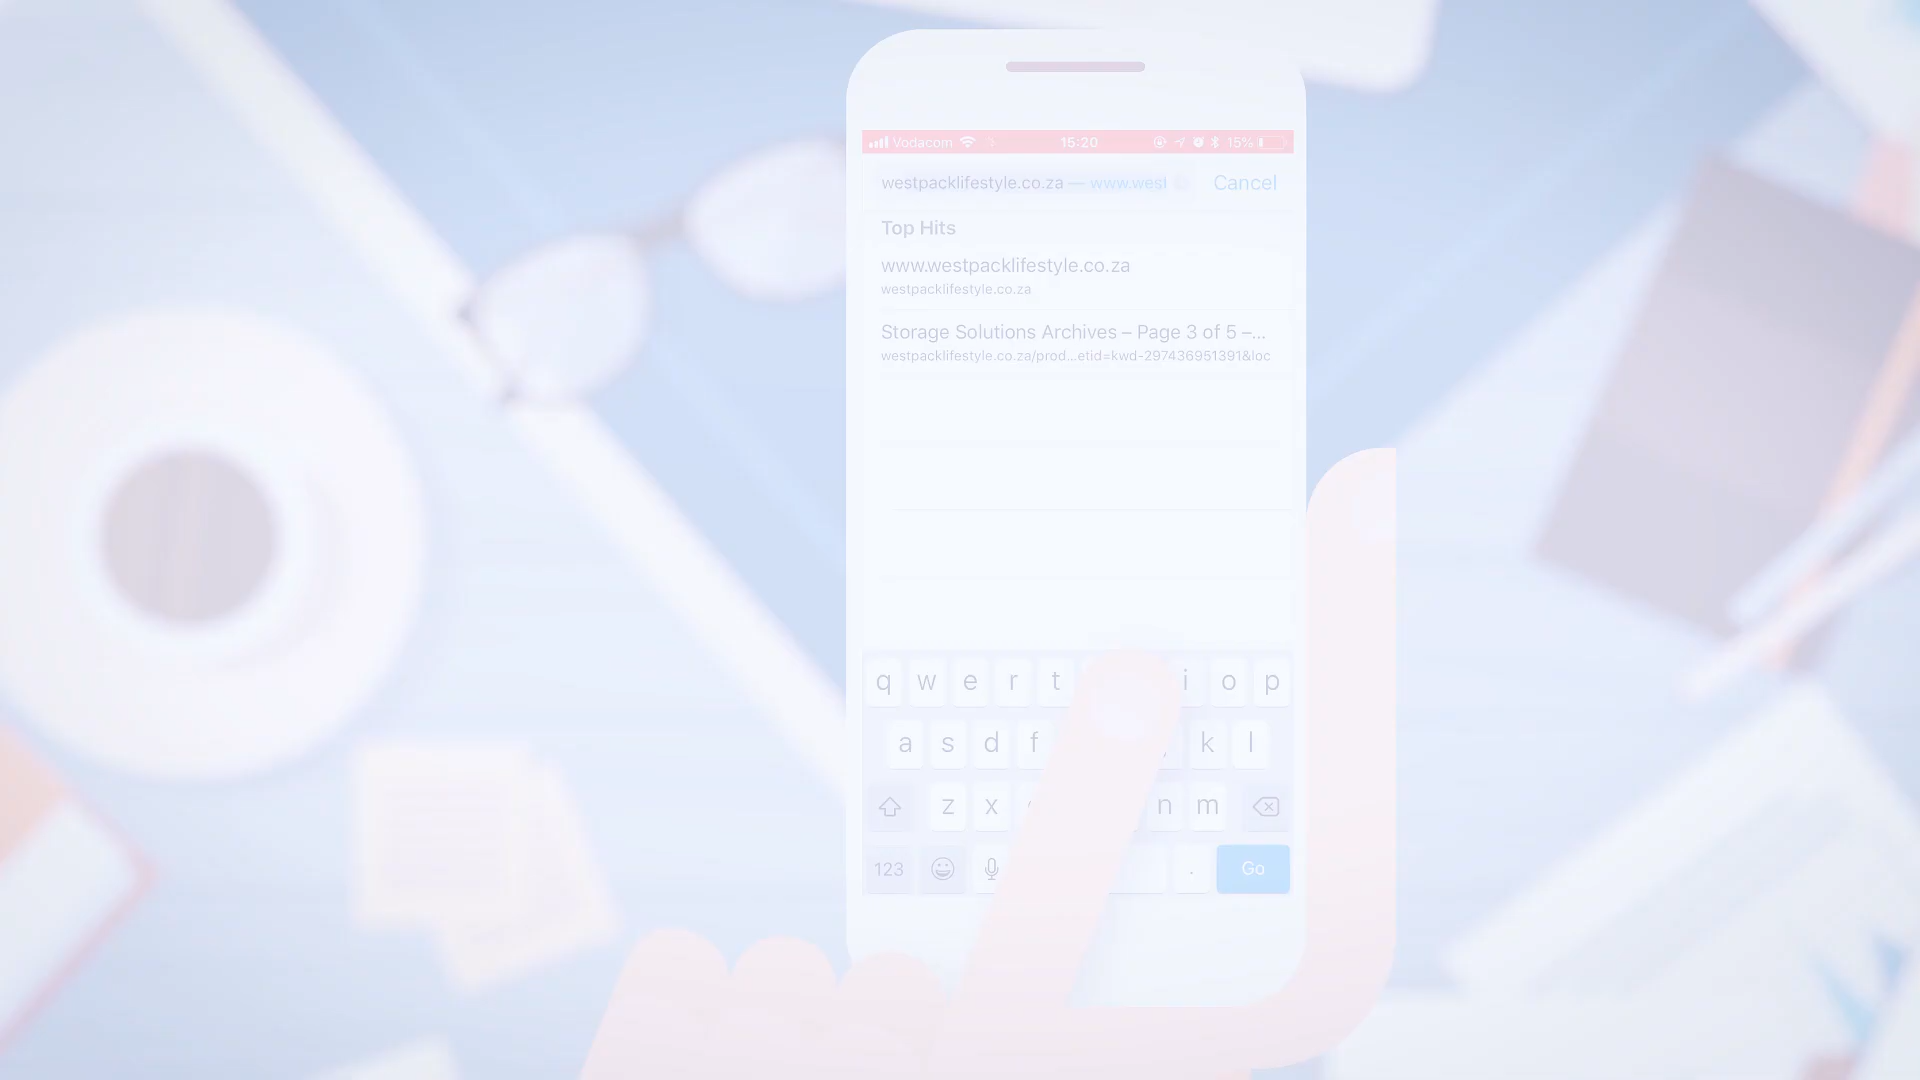 Vodacom 15:20 15%
westpacklifestyle.co.za — www.west Cancel
Top Hits
www.westpacklifestyle.co.za
westpacklifestyle.co.za
Storage Solutions Archives – Page 3 of 5 –...
westpacklifestyle.co.za/prod...etid=kwd-297436951391&loc
q w e r t i o p
a s d f k l
z x n m
123 . Go